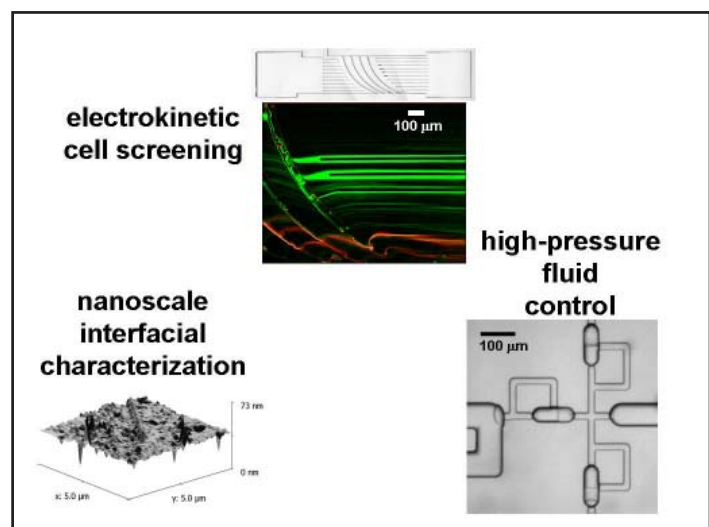 electrokinetic
cell screening
100 μm
high-pressure
fluid
control
nanoscale
interfacial
characterization
100 μm
73 nm
0 nm
x: 5.0 μm
y: 5.0 μm